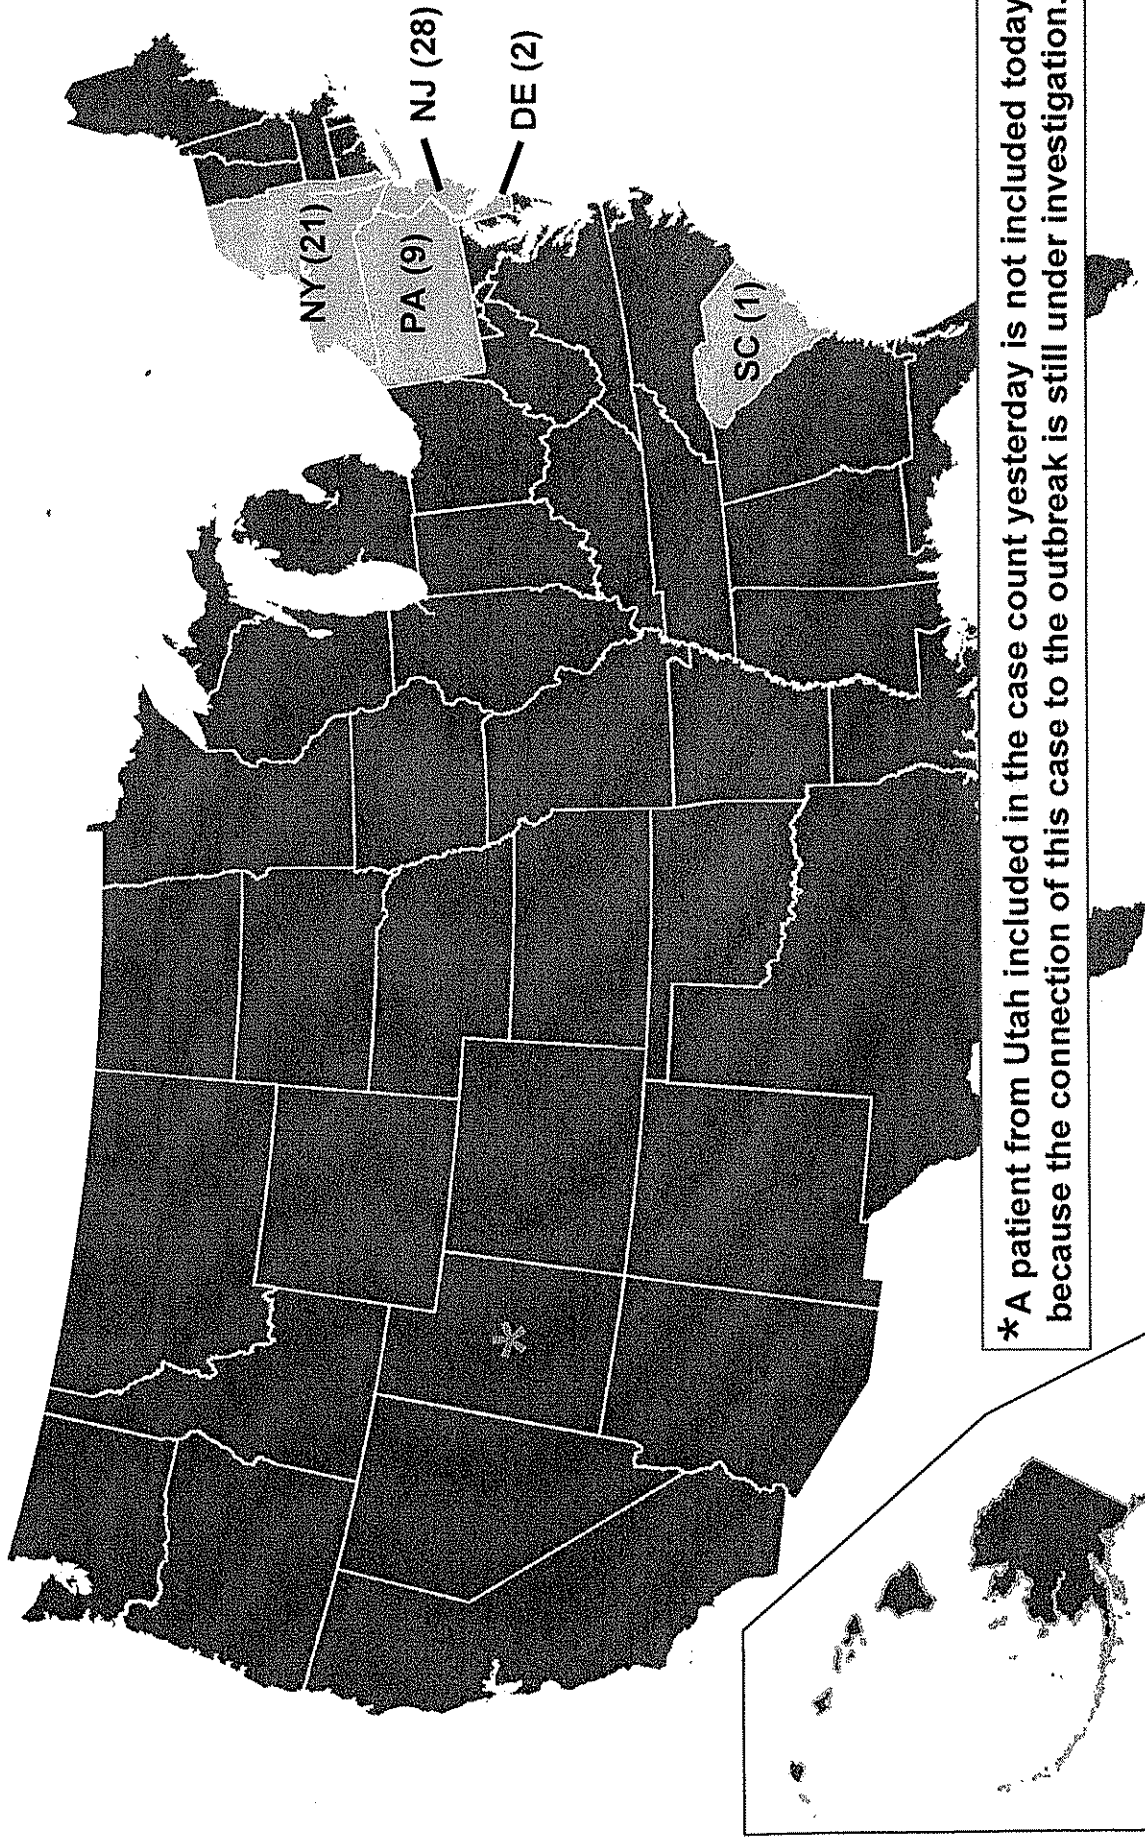 NY (21)
PA (9)
NJ (28)
DE (2)
SC (1)
*
*A patient from Utah included in the case count yesterday is not included today
because the connection of this case to the outbreak is still under investigation.